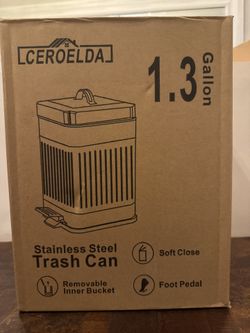 CEROELDA
1.3 Gallon
Stainless Steel
Trash Can
Soft Close
Removable
Inner Bucket
Foot Pedal